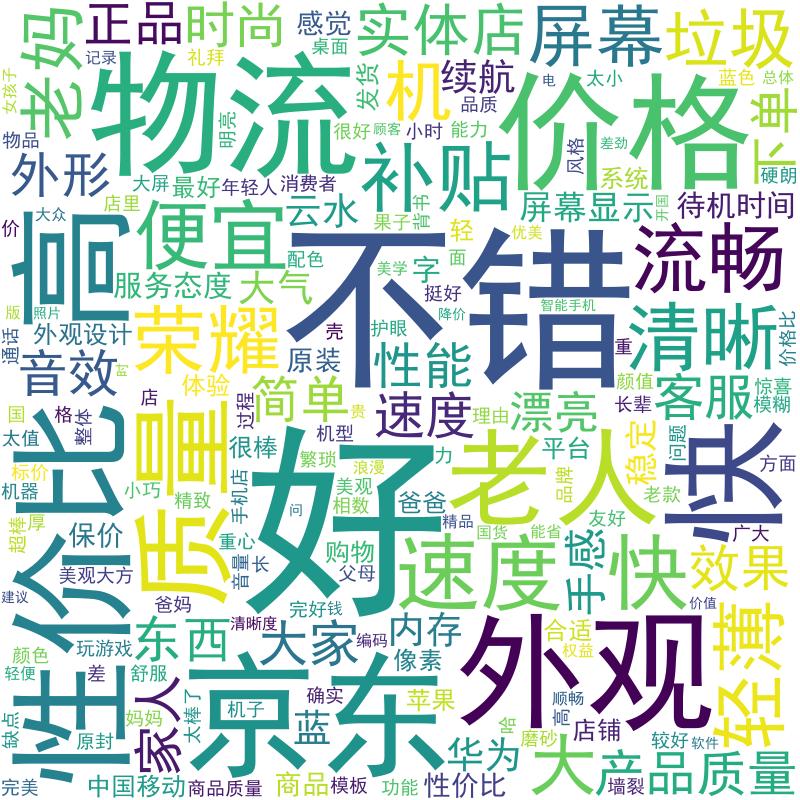 老妈
正品
时尚
感觉
桌面
实体店
屏幕
垃圾
记录
礼拜
女孩子
物流
发货
机
续航
品质
电
太小
蓝色
总体
价格
下单
物品
明亮
很好
顾客
小时
能力
风格
差劲
外形
大屏
最好
年轻人
消费者
补贴
系统
硬朗
价
大众
店里
便宜
云水
果子
背书
轻
屏幕显示
开国
待机时间
高
配色
美学
字
面
优美
不错
流畅
服务态度
大气
挺好
版
照片
通话
外观设计
荣耀
壳
护眼
降价
智能手机
重
清晰
价格比
原装
性能
音效
蓝
体验
简单
贵
速度
理由
漂亮
颜值
长辈
客服
惊喜
模糊
国
格
店
过程
太值
整体
性价比
质量
很棒
机型
繁琐
浪漫
力
好
老人
平台
品牌
稳定
问题
快
方面
标价
机器
小巧
精致
手机店
美观
相数
爸爸
老款
超棒
厚
问
精品
国货
能省
友好
广大
保价
重心
音量
长
购物
父母
速度
手感
快
效果
建议
美观大方
爸妈
完好
钱
价值
颜色
玩游戏
东西
清晰度
大家
编码
内存
外观
合适
权益
轻薄
轻便
差
舒服
像素
京东
缺点
妈妈
家人
太棒了
机子
确实
蓝
苹果
哈
顺畅
高
店铺
磨砂
较好
软件
原封
华为
大
产品质量
完美
中国移动
商品质量
商品
模板
功能
性价比
墙裂